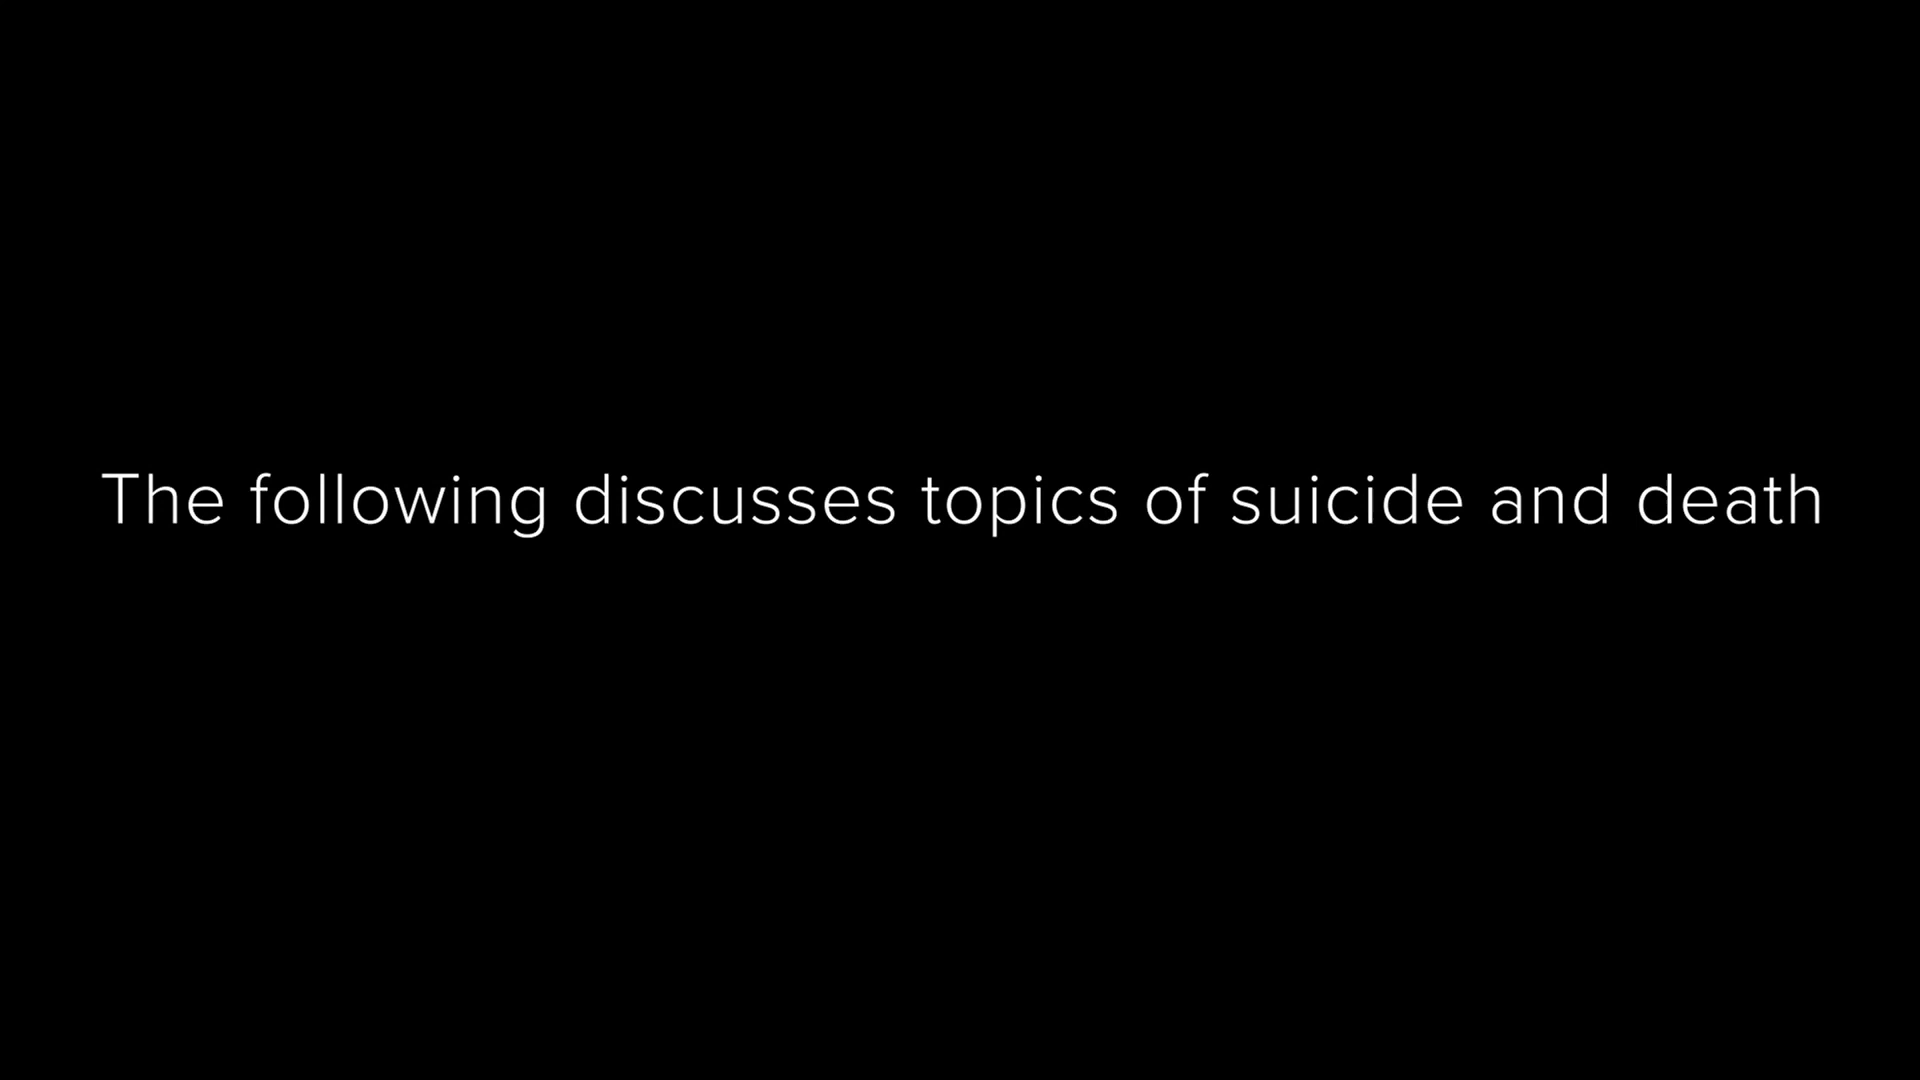 The following discusses topics of suicide and death